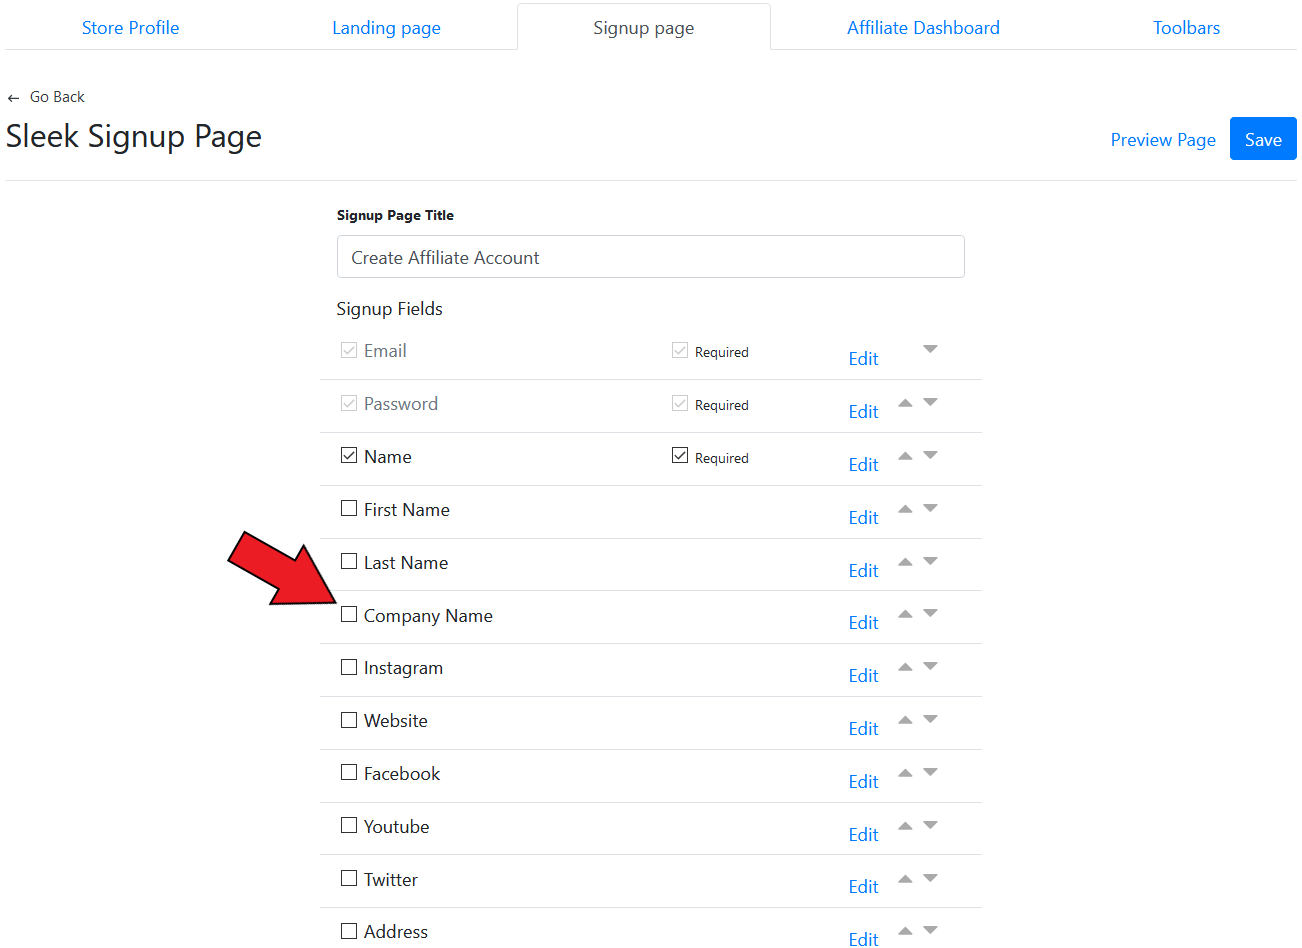 Store Profile Landing page Signup page Affiliate Dashboard Toolbars
← Go Back
Sleek Signup Page
Preview Page Save
Signup Page Title
Create Affiliate Account
Signup Fields
Email Required Edit
Password Required Edit
Name Required Edit
First Name Edit
Last Name Edit
Company Name Edit
Instagram Edit
Website Edit
Facebook Edit
Youtube Edit
Twitter Edit
Address Edit